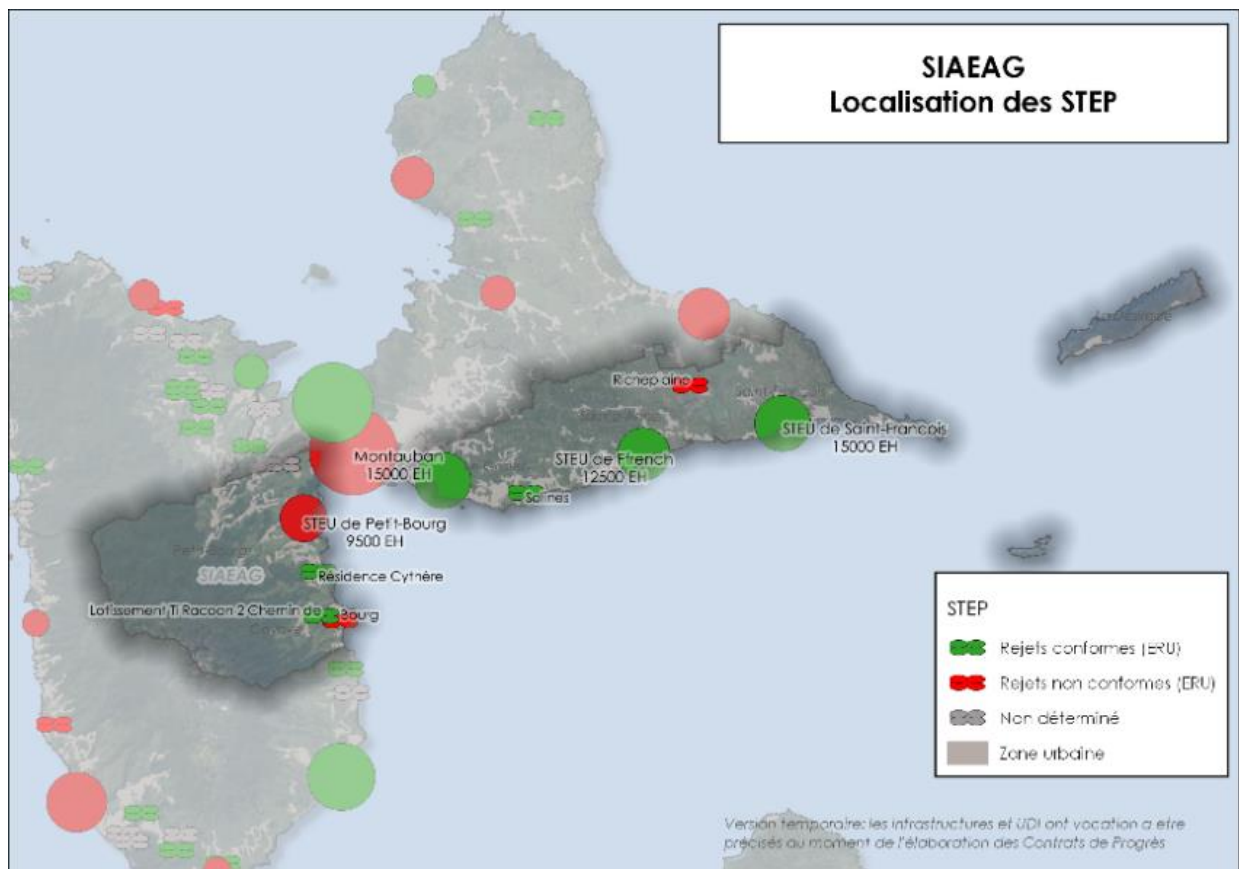 SIAEAG
Localisation des STEP
Richeplaine
STEU de Saint-Francois
15000 EH
Montauban
15000 EH
STEU de Ffrench
12500 EH
Salines
STEU de Petit-Bourg
9500 EH
SIAEAG
Résidence Cythère
Lotissement Ti Racoon 2 Chemin de
Bourg
STEP
Rejets conformes (ERU)
Rejets non conformes (ERU)
Non déterminé
Zone urbaine
Version temporaire: les infrastructures et UDI ont vocation a etre
précisés au moment de l'élaboration des Contrats de Progrès